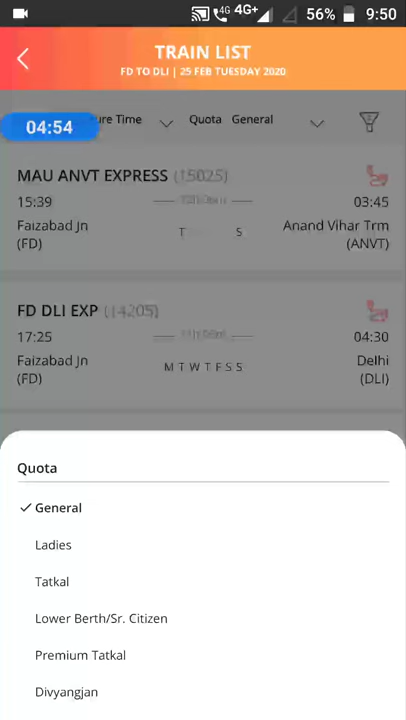 4G 4G+ 56% 9:50
TRAIN LIST
FD TO DLI | 25 FEB TUESDAY 2020
04:54 ure Time Quota General
MAU ANVT EXPRESS (15025)
15:39 03:45
Faizabad Jn Anand Vihar Trm
(FD) T S (ANVT)
FD DLI EXP (14205)
17:25 04:30
Faizabad Jn Delhi
(FD) M T W T F S S (DLI)
Quota
General
Ladies
Tatkal
Lower Berth/Sr. Citizen
Premium Tatkal
Divyangjan